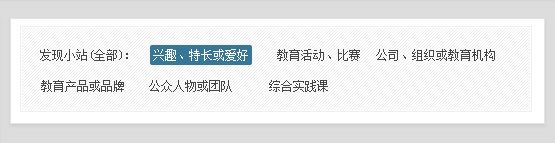 发现小站(全部)： 兴趣、特长或爱好 教育活动、比赛 公司、组织或教育机构
教育产品或品牌 公众人物或团队 综合实践课